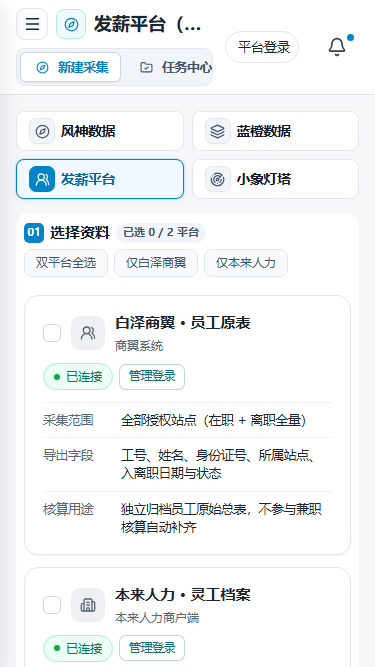 发薪平台（...
平台登录
新建采集
任务中心
风神数据
蓝橙数据
发薪平台
小象灯塔
01 选择资料 已选 0 / 2 平台
双平台全选 仅白泽商翼 仅本来人力
白泽商翼・员工原表
商翼系统
已连接 管理登录
采集范围 全部授权站点（在职 + 离职全量）
导出字段 工号、姓名、身份证号、所属站点、
入离职日期与状态
核算用途 独立归档员工原始总表，不参与兼职
核算自动补齐
本来人力・灵工档案
本来人力商户端
已连接 管理登录